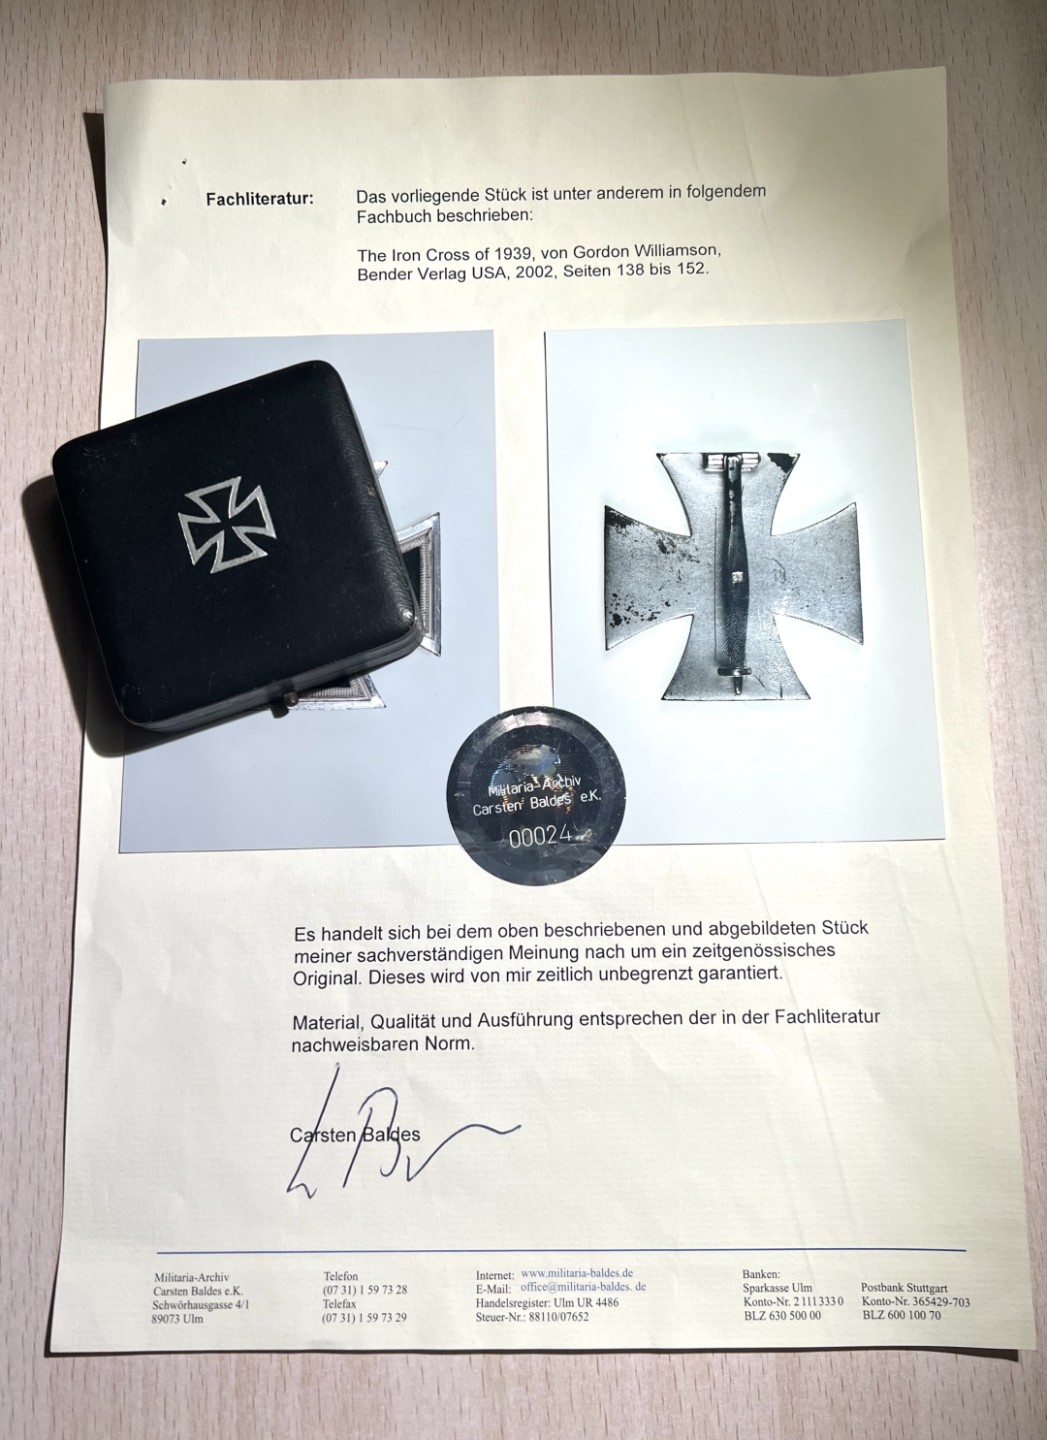 Fachliteratur: Das vorliegende Stück ist unter anderem in folgendem
Fachbuch beschrieben:
The Iron Cross of 1939, von Gordon Williamson,
Bender Verlag USA, 2002, Seiten 138 bis 152.
Militaria-Archiv
Carsten Baldes e.K.
00024
Es handelt sich bei dem oben beschriebenen und abgebildeten Stück
meiner sachverständigen Meinung nach um ein zeitgenössisches
Original. Dieses wird von mir zeitlich unbegrenzt garantiert.
Material, Qualität und Ausführung entsprechen der in der Fachliteratur
nachweisbaren Norm.
Carsten Baldes
Militaria-Archiv
Carsten Baldes e.K.
Schwörhausgasse 4/1
89073 Ulm
Telefon
(07 31) 1 59 73 28
Telefax
(07 31) 1 59 73 29
Internet: www.militaria-baldes.de
E-Mail: office@militaria-baldes. de
Handelsregister: Ulm UR 4486
Steuer-Nr.: 88110/07652
Banken:
Sparkasse Ulm
Konto-Nr. 2 111 333 0
BLZ 630 500 00
Postbank Stuttgart
Konto-Nr. 365429-703
BLZ 600 100 70